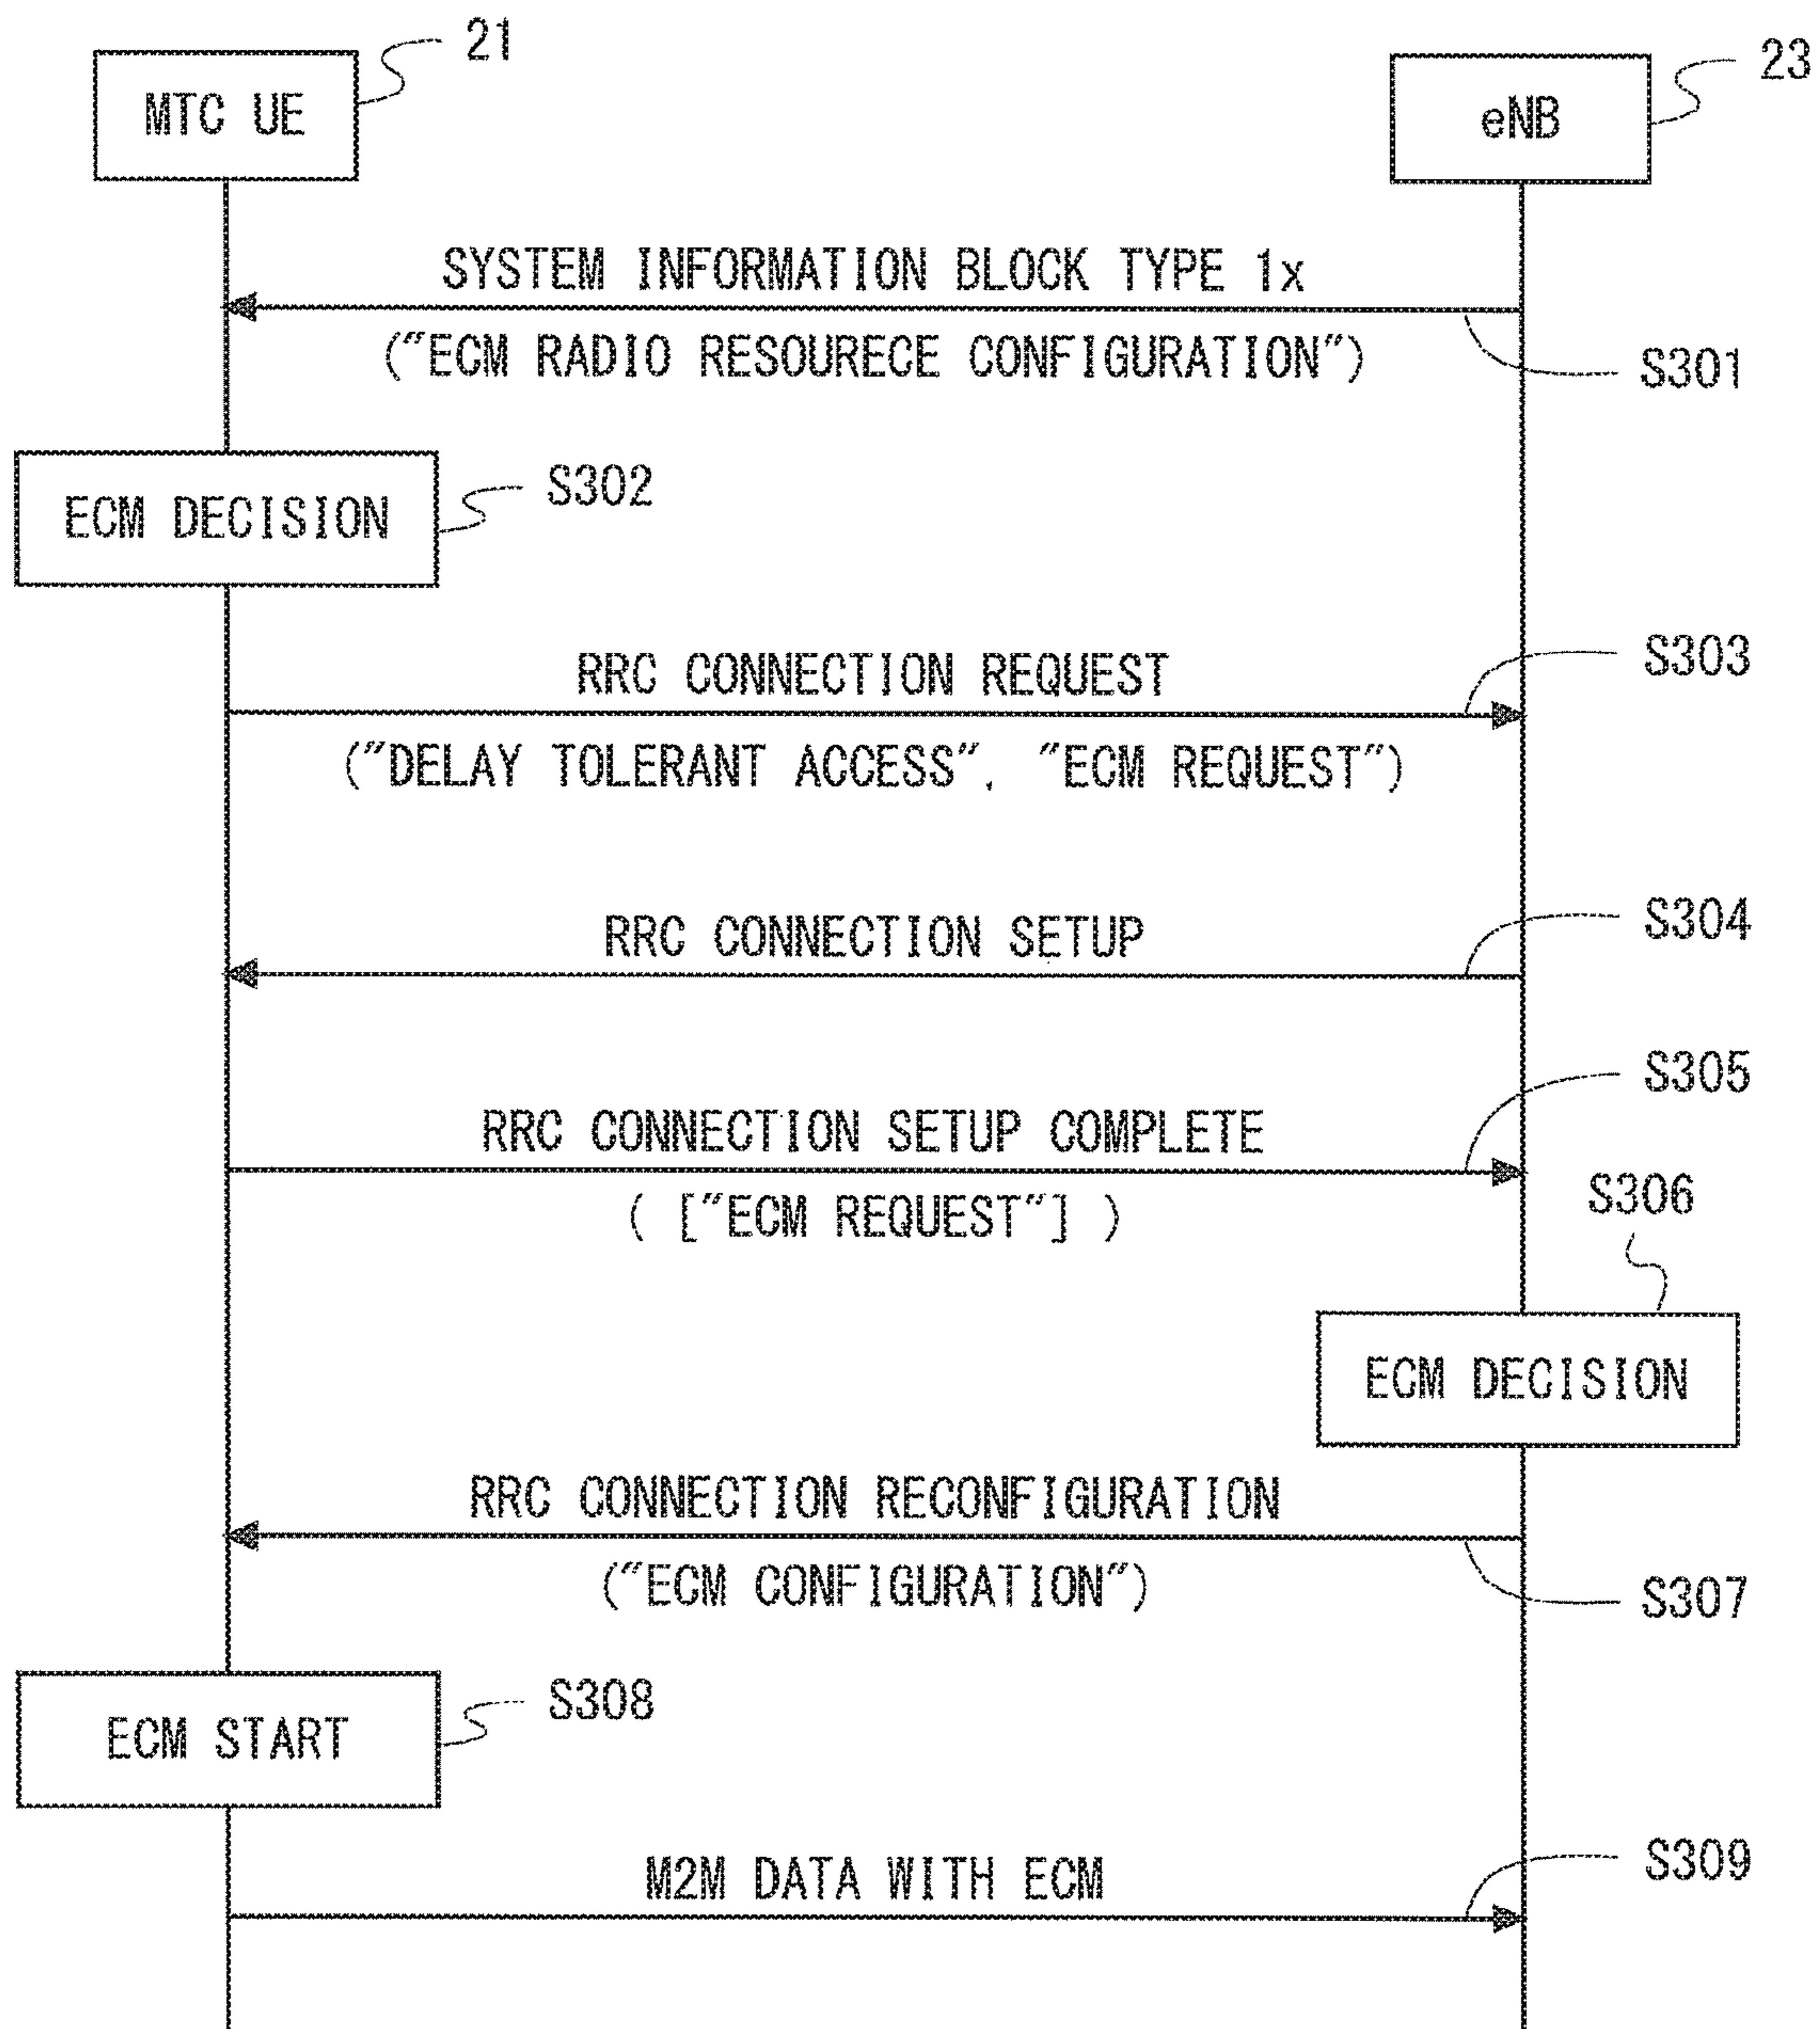 21
MTC UE
23
eNB
SYSTEM INFORMATION BLOCK TYPE 1x
("ECM RADIO RESOURECE CONFIGURATION")
S301
ECM DECISION
S302
RRC CONNECTION REQUEST
S303
("DELAY TOLERANT ACCESS", "ECM REQUEST")
RRC CONNECTION SETUP
S304
RRC CONNECTION SETUP COMPLETE
S305
( ["ECM REQUEST"] )
S306
ECM DECISION
RRC CONNECTION RECONFIGURATION
("ECM CONFIGURATION")
S307
ECM START
S308
M2M DATA WITH ECM
S309